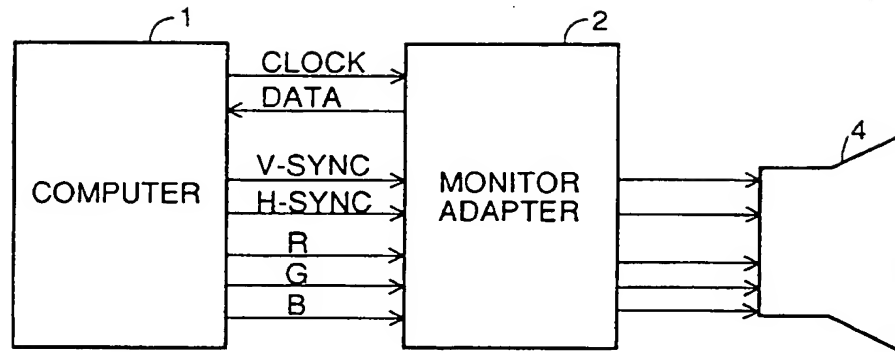 1
2
4
CLOCK
DATA
V-SYNC
H-SYNC
R
G
B
COMPUTER
MONITOR
ADAPTER